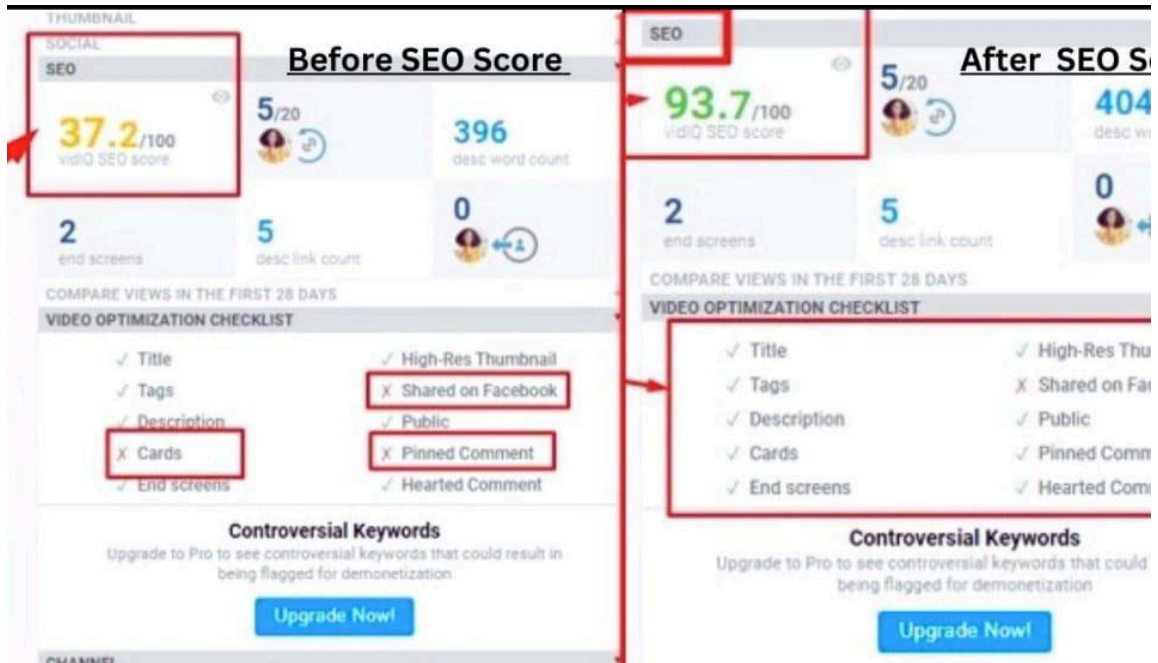 THUMBNAIL
SOCIAL
SEO
Before SEO Score
37.2/100
vidIQ SEO score
5/20
396
desc word count
2
end screens
5
desc link count
0
COMPARE VIEWS IN THE FIRST 28 DAYS
VIDEO OPTIMIZATION CHECKLIST
✓ Title
✓ High-Res Thumbnail
✓ Tags
X Shared on Facebook
✓ Description
✓ Public
X Cards
X Pinned Comment
✓ End screens
✓ Hearted Comment
Controversial Keywords
Upgrade to Pro to see controversial keywords that could result in
being flagged for demonetization
Upgrade Now!
CHANNEL
SEO
After SEO Sc
93.7/100
vidIQ SEO score
5/20
404
desc wo
2
end screens
5
desc link count
0
COMPARE VIEWS IN THE FIRST 28 DAYS
VIDEO OPTIMIZATION CHECKLIST
✓ Title
✓ High-Res Thu
✓ Tags
X Shared on Fac
✓ Description
✓ Public
✓ Cards
✓ Pinned Comm
✓ End screens
✓ Hearted Com
Controversial Keywords
Upgrade to Pro to see controversial keywords that could
being flagged for demonetization
Upgrade Now!